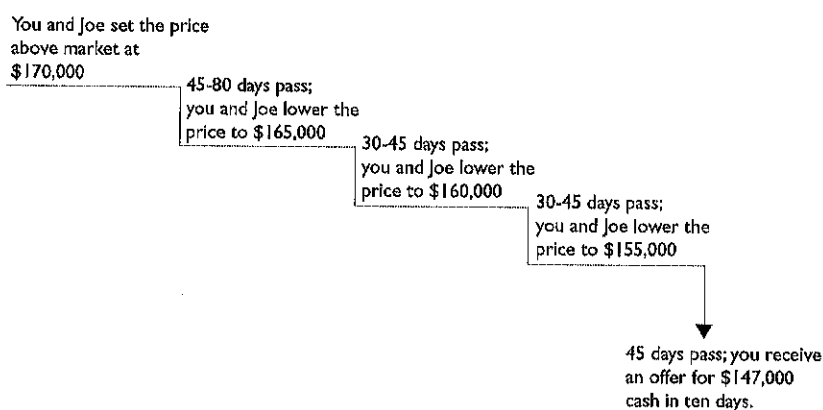 You and Joe set the price
above market at
$170,000
45-80 days pass;
you and Joe lower the
price to $165,000
30-45 days pass;
you and Joe lower the
price to $160,000
30-45 days pass;
you and Joe lower the
price to $155,000
45 days pass; you receive
an offer for $147,000
cash in ten days.